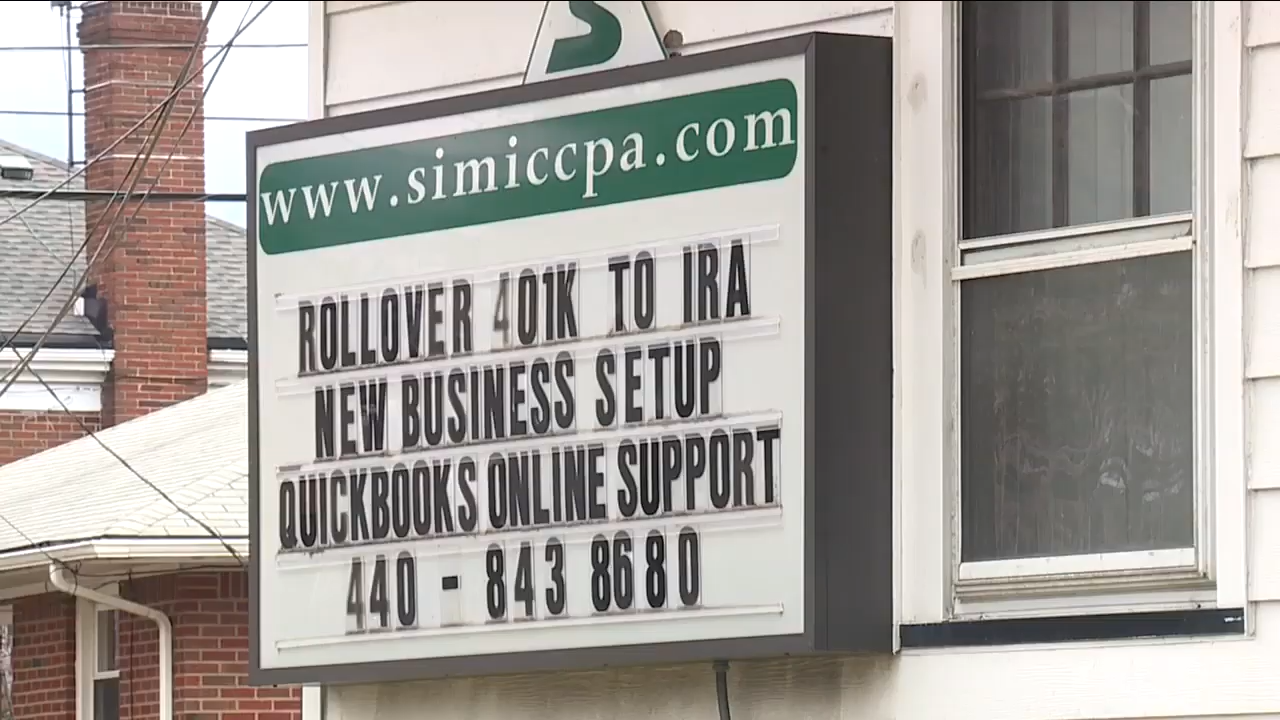 S
www.simiccpa.com
ROLLOVER 401K TO IRA
NEW BUSINESS SETUP
QUICKBOOKS ONLINE SUPPORT
440 - 843 8680